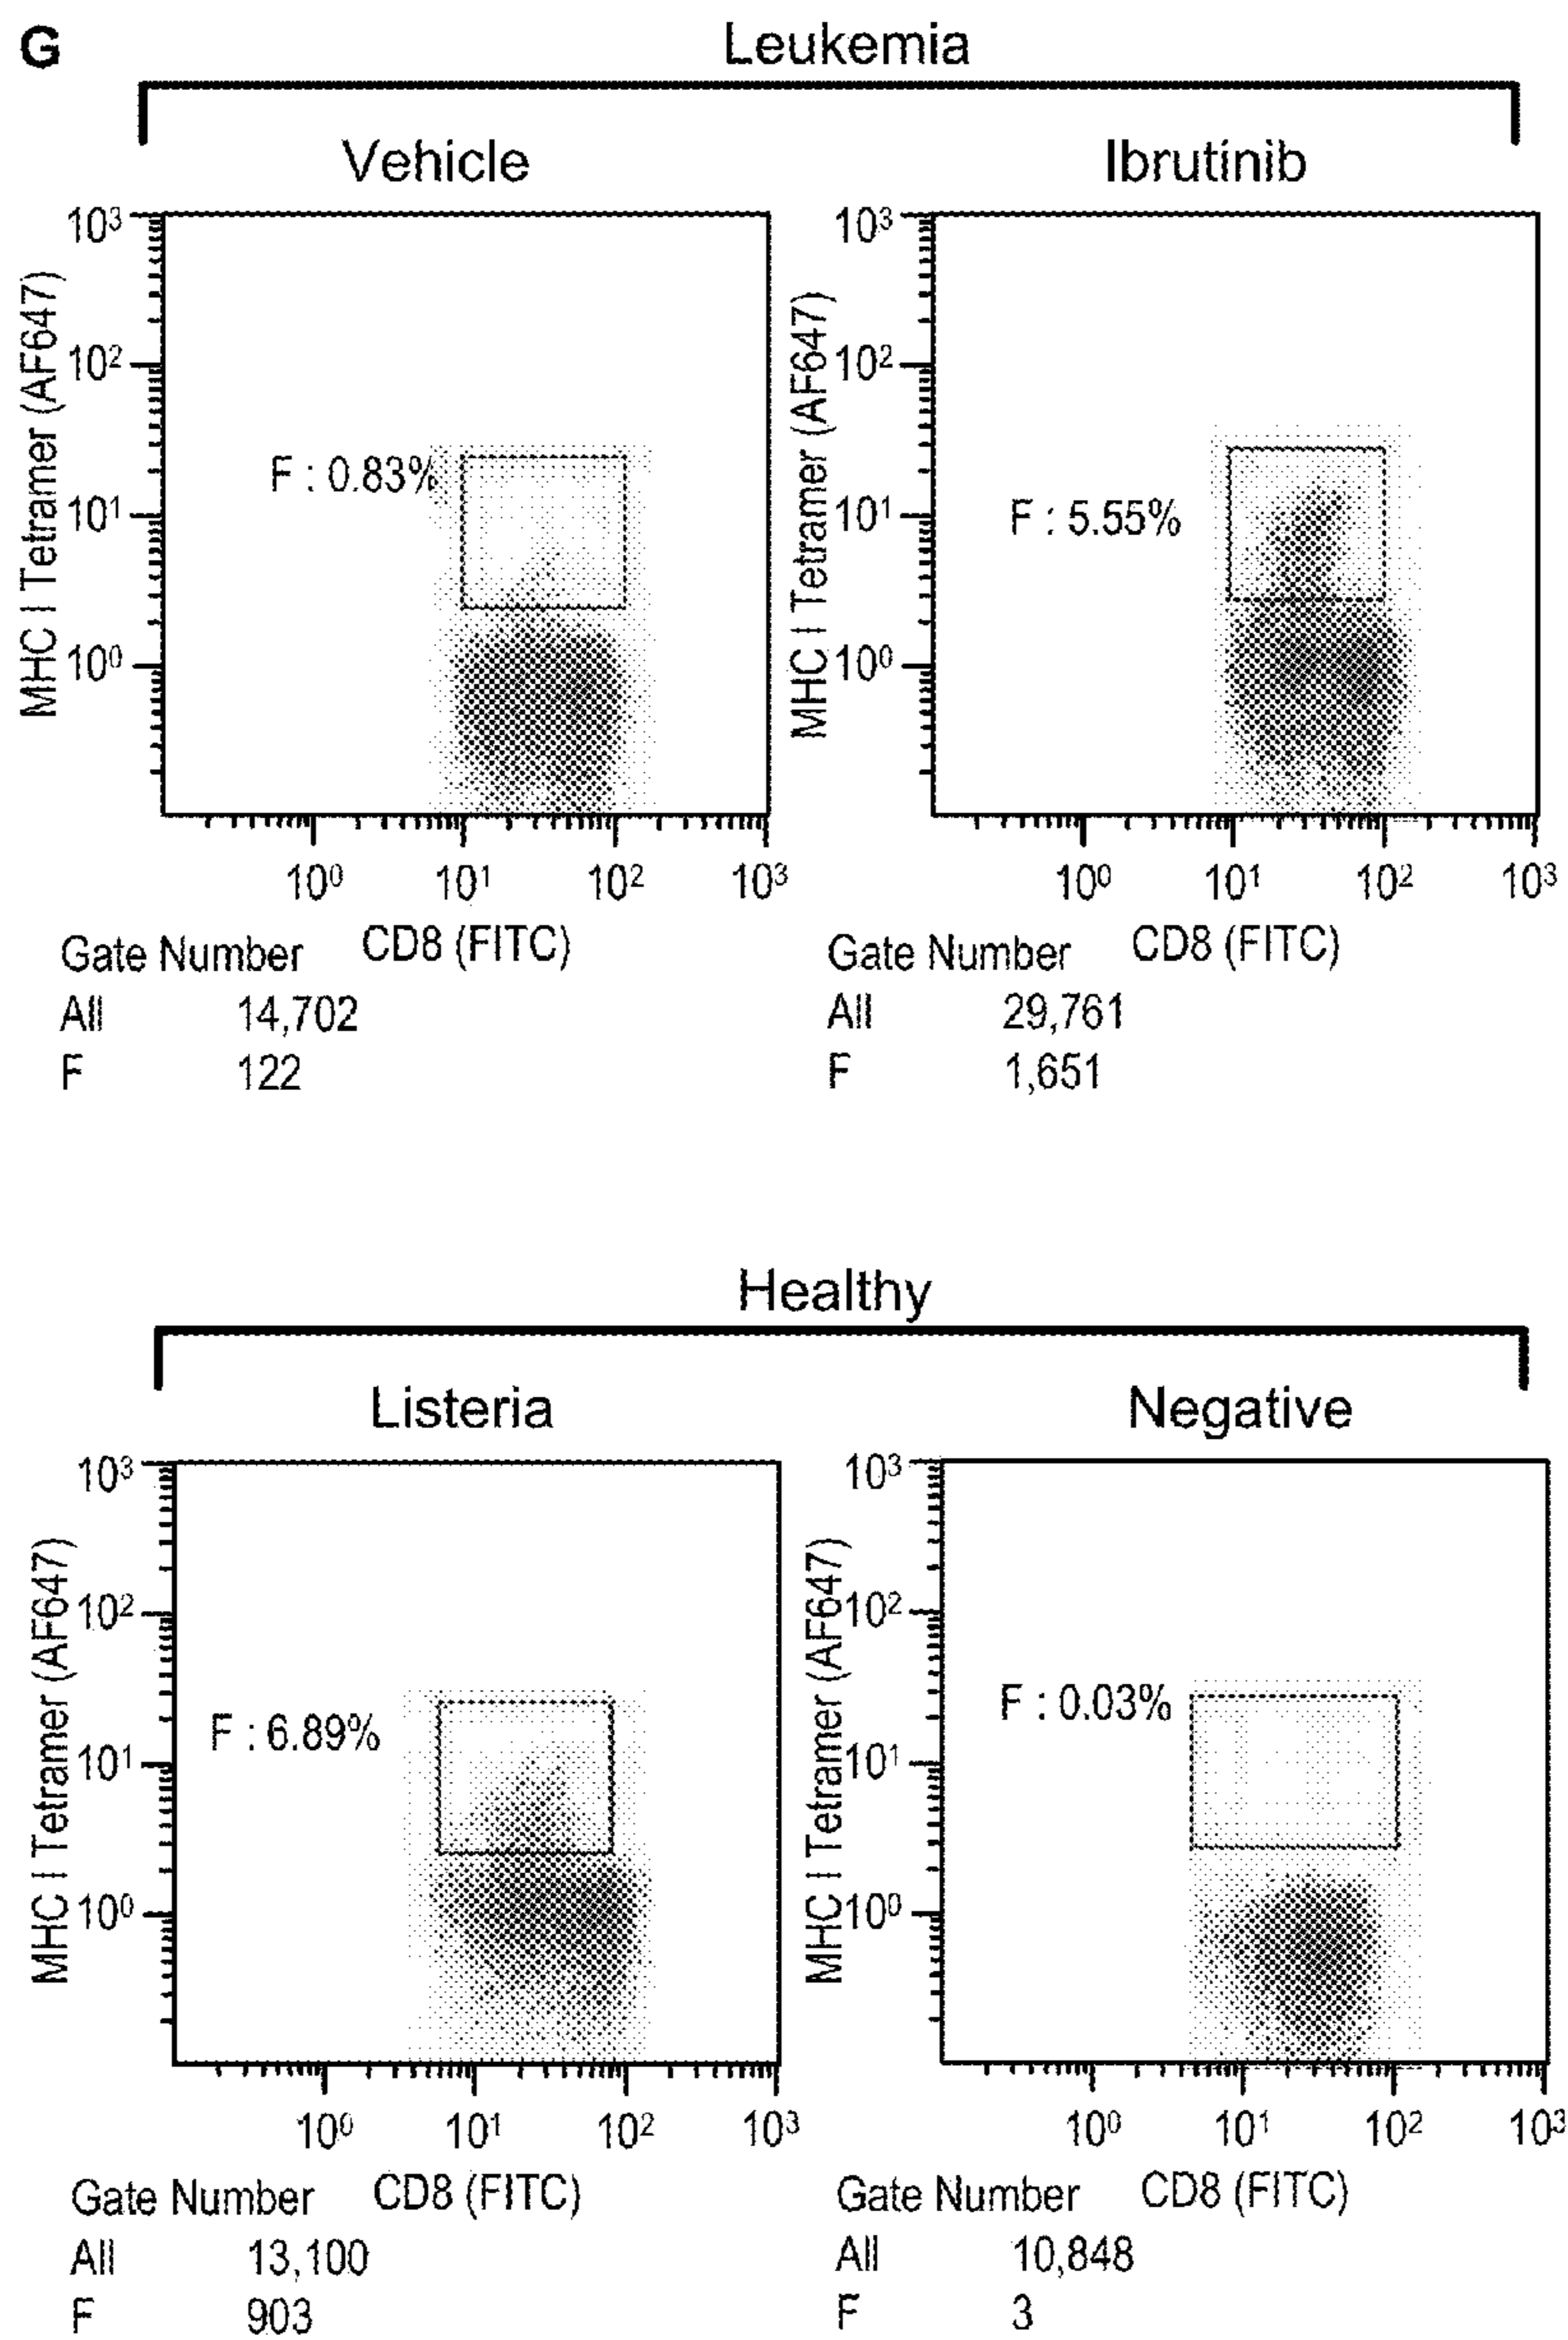 G
Leukemia
Vehicle
Ibrutinib
MHC I Tetramer (AF647)
10³
10²
10¹
10⁰
F : 0.83%
10⁰ 10¹ 10² 10³
CD8 (FITC)
Gate Number
All 14,702
F 122
MHC I Tetramer (AF647)
10³
10²
10¹
10⁰
F : 5.55%
10⁰ 10¹ 10² 10³
CD8 (FITC)
Gate Number
All 29,761
F 1,651
Healthy
Listeria
Negative
MHC I Tetramer (AF647)
10³
10²
10¹
10⁰
F : 6.89%
10⁰ 10¹ 10² 10³
CD8 (FITC)
Gate Number
All 13,100
F 903
MHC I Tetramer (AF647)
10³
10²
10¹
10⁰
F : 0.03%
10⁰ 10¹ 10² 10³
CD8 (FITC)
Gate Number
All 10,848
F 3